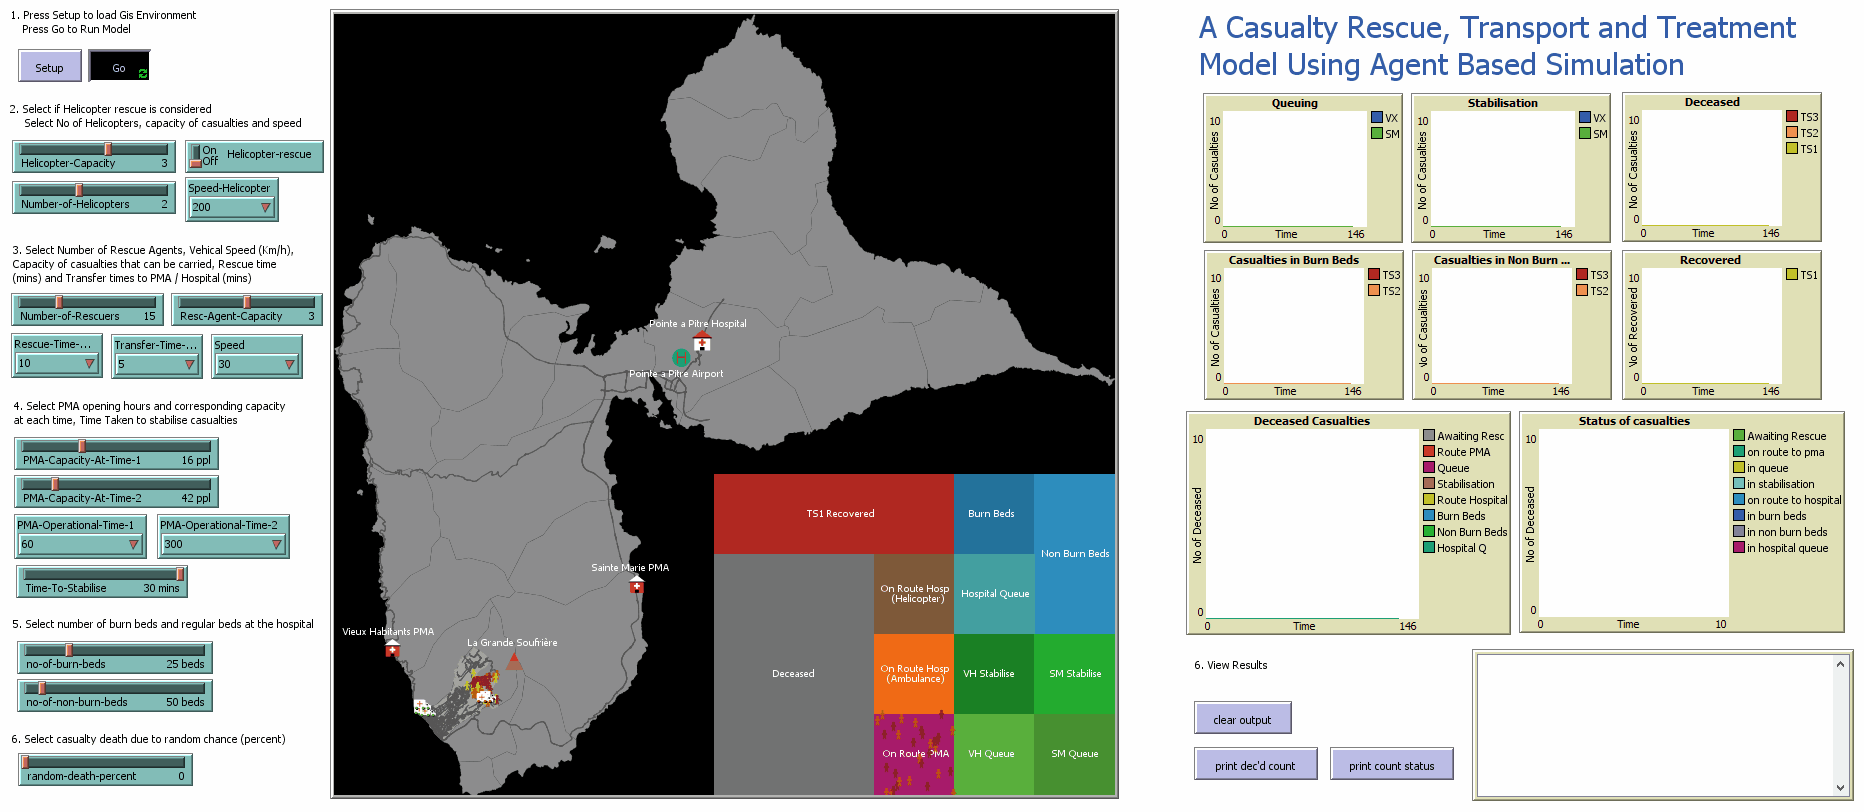 1. Press Setup to load Gis Environment
Press Go to Run Model
Setup
Go
2. Select if Helicopter rescue is considered
Select No of Helicopters, capacity of casualties and speed
Helicopter-Capacity 3
On
Off
Helicopter-rescue
Number-of-Helicopters 2
Speed-Helicopter
200
3. Select Number of Rescue Agents, Vehical Speed (Km/h),
Capacity of casualties that can be carried, Rescue time
(mins) and Transfer times to PMA / Hospital (mins)
Number-of-Rescuers 15
Resc-Agent-Capacity 3
Rescue-Time-...
10
Transfer-Time-...
5
Speed
30
4. Select PMA opening hours and corresponding capacity
at each time, Time Taken to stabilise casualties
PMA-Capacity-At-Time-1 16 ppl
PMA-Capacity-At-Time-2 42 ppl
PMA-Operational-Time-1
60
PMA-Operational-Time-2
300
Time-To-Stabilise 30 mins
5. Select number of burn beds and regular beds at the hospital
no-of-burn-beds 25 beds
no-of-non-burn-beds 50 beds
6. Select casualty death due to random chance (percent)
random-death-percent 0
Pointe a Pitre Hospital
H
Pointe a Pitre Airport
Sainte Marie PMA
Vieux Habitants PMA
La Grande Soufrière
TS1 Recovered
Burn Beds
Non Burn Beds
On Route Hosp
(Helicopter)
Hospital Queue
Deceased
On Route Hosp
(Ambulance)
VH Stabilise
SM Stabilise
On Route PMA
VH Queue
SM Queue
A Casualty Rescue, Transport and Treatment
Model Using Agent Based Simulation
Queuing
No of Casualties
10
0
0
Time
146
VX
SM
Stabilisation
No of Casualties
10
0
0
Time
146
VX
SM
Deceased
No of Casualties
10
0
0
Time
146
TS3
TS2
TS1
Casualties in Burn Beds
No of Casualties
10
0
0
Time
146
TS3
TS2
Casualties in Non Burn ...
No of Casualties
10
0
0
Time
146
TS3
TS2
Recovered
No of Recovered
10
0
0
Time
146
TS1
Deceased Casualties
No of Deceased
10
0
0
Time
146
Awaiting Resc
Route PMA
Queue
Stabilisation
Route Hospital
Burn Beds
Non Burn Beds
Hospital Q
Status of casualties
No of Deceased
10
0
0
Time
10
Awaiting Rescue
on route to pma
in queue
in stabilisation
on route to hospital
in burn beds
in non burn beds
in hospital queue
6. View Results
clear output
print dec'd count
print count status